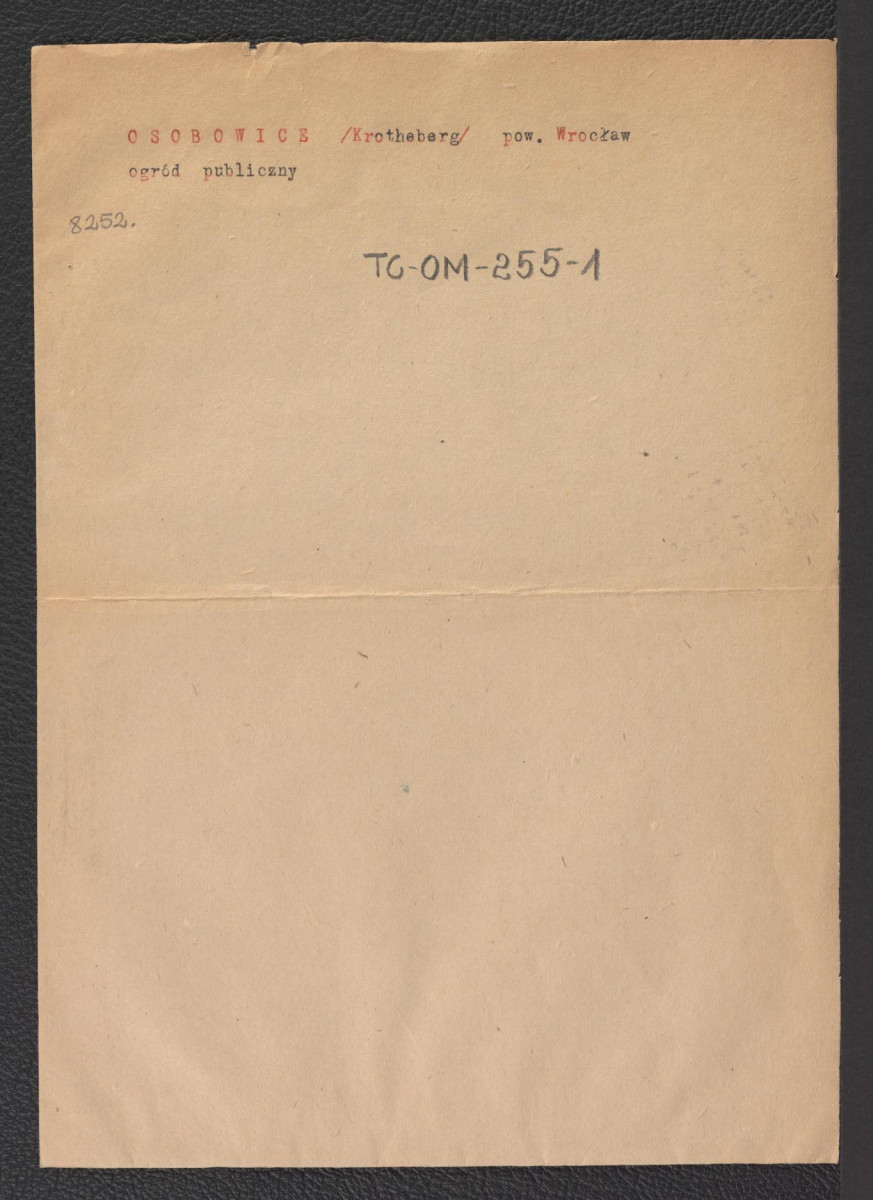 O S O B O W I C E /Krotheberg/ pow. Wrocław
ogród publiczny
8252.
TG-OM-255-1